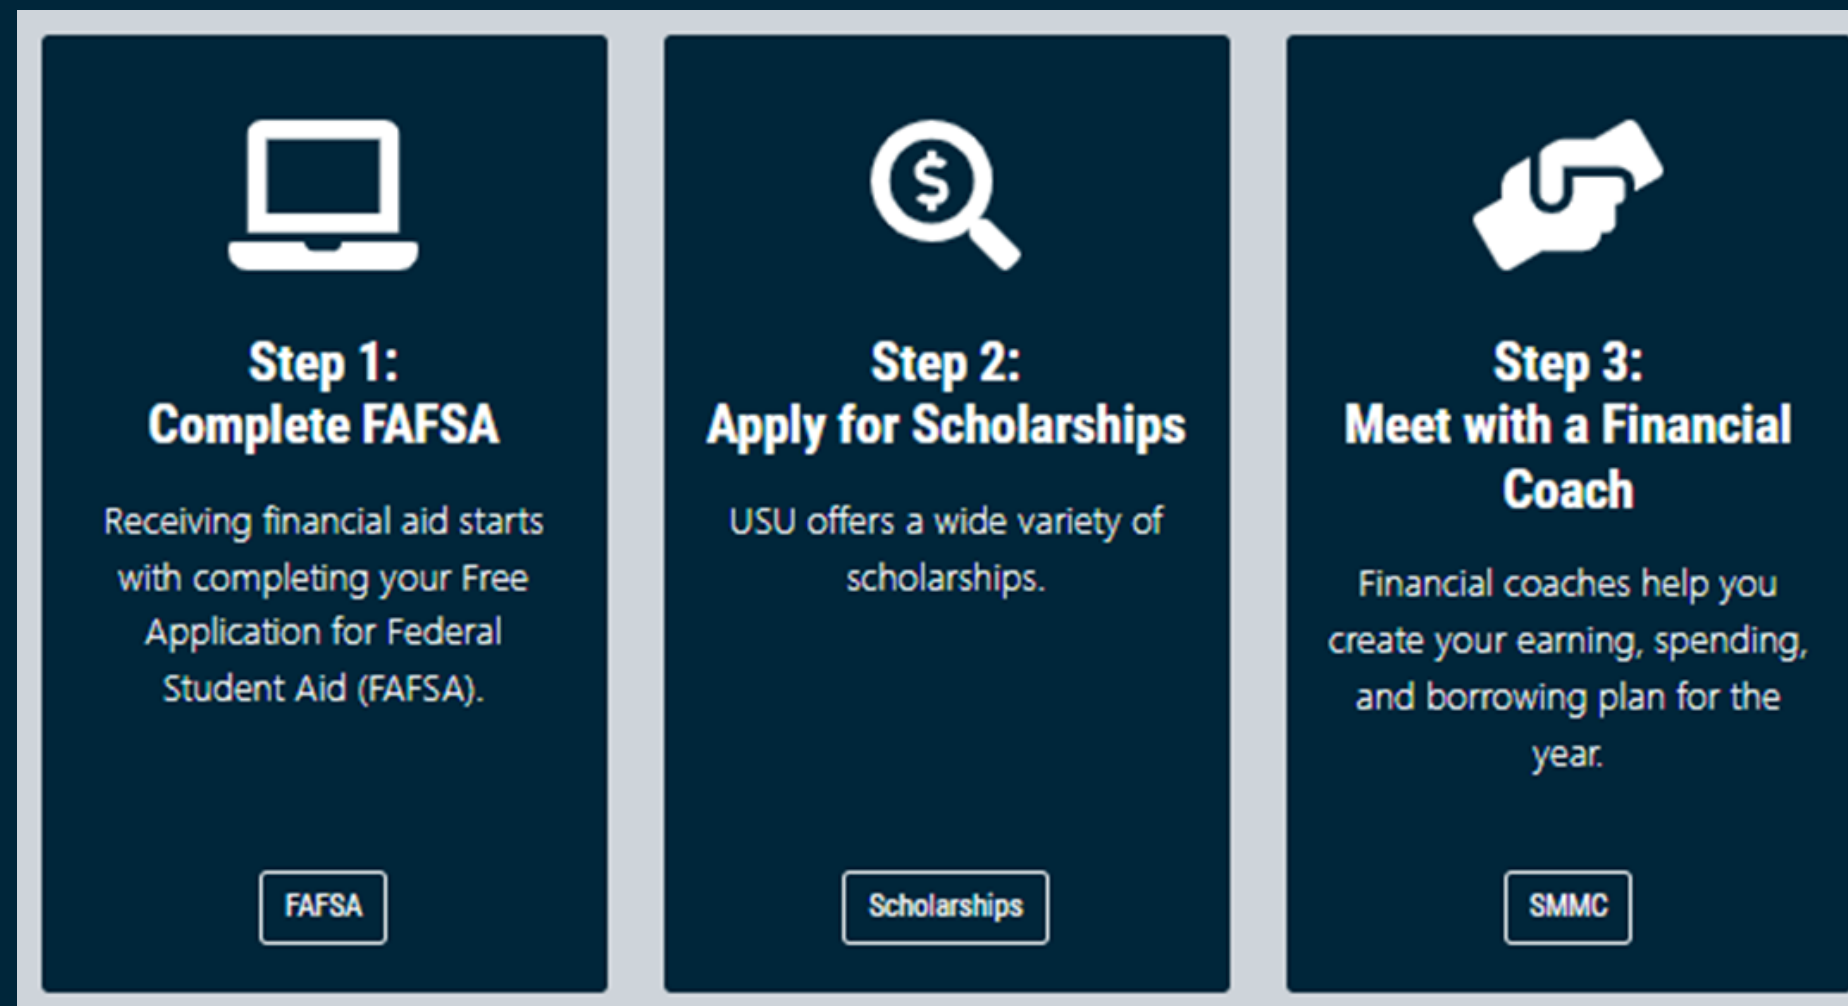 $
Step 1:
Complete FAFSA
Receiving financial aid starts
with completing your Free
Application for Federal
Student Aid (FAFSA).
FAFSA
Step 2:
Apply for Scholarships
USU offers a wide variety of
scholarships.
Scholarships
Step 3:
Meet with a Financial
Coach
Financial coaches help you
create your earning, spending,
and borrowing plan for the
year.
SMMC